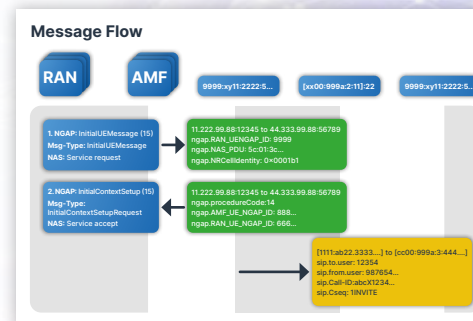 Message Flow
RAN
AMF
9999:xy11:2222:5...
[xx00:999a:2:11]:22
9999:xy11:2222:5...
1. NGAP: InitialUEMessage (15)
Msg-Type: InitialUEMessage
NAS: Service request
11.222.99.88:12345 to 44.333.99.88:56789
ngap.RAN_UENGAP_ID: 9999
ngap.NAS_PDU: 5c:01:3c...
ngap.NRCellIdentity: 0x0001b1
2. NGAP: InitialContextSetup (15)
Msg-Type:
InitialContextSetupRequest
NAS: Service accept
11.222.99.88:12345 to 44.333.99.88:56789
ngap.procedureCode:14
ngap.AMF_UE_NGAP_ID: 888...
ngap.RAN_UE_NGAP_ID: 666...
[1111:ab22.3333....] to [cc00:999a:3:444....]
sip.to.user: 12354
sip.from.user: 987654...
sip.Call-ID:abcX1234...
sip.Cseq: 1INVITE